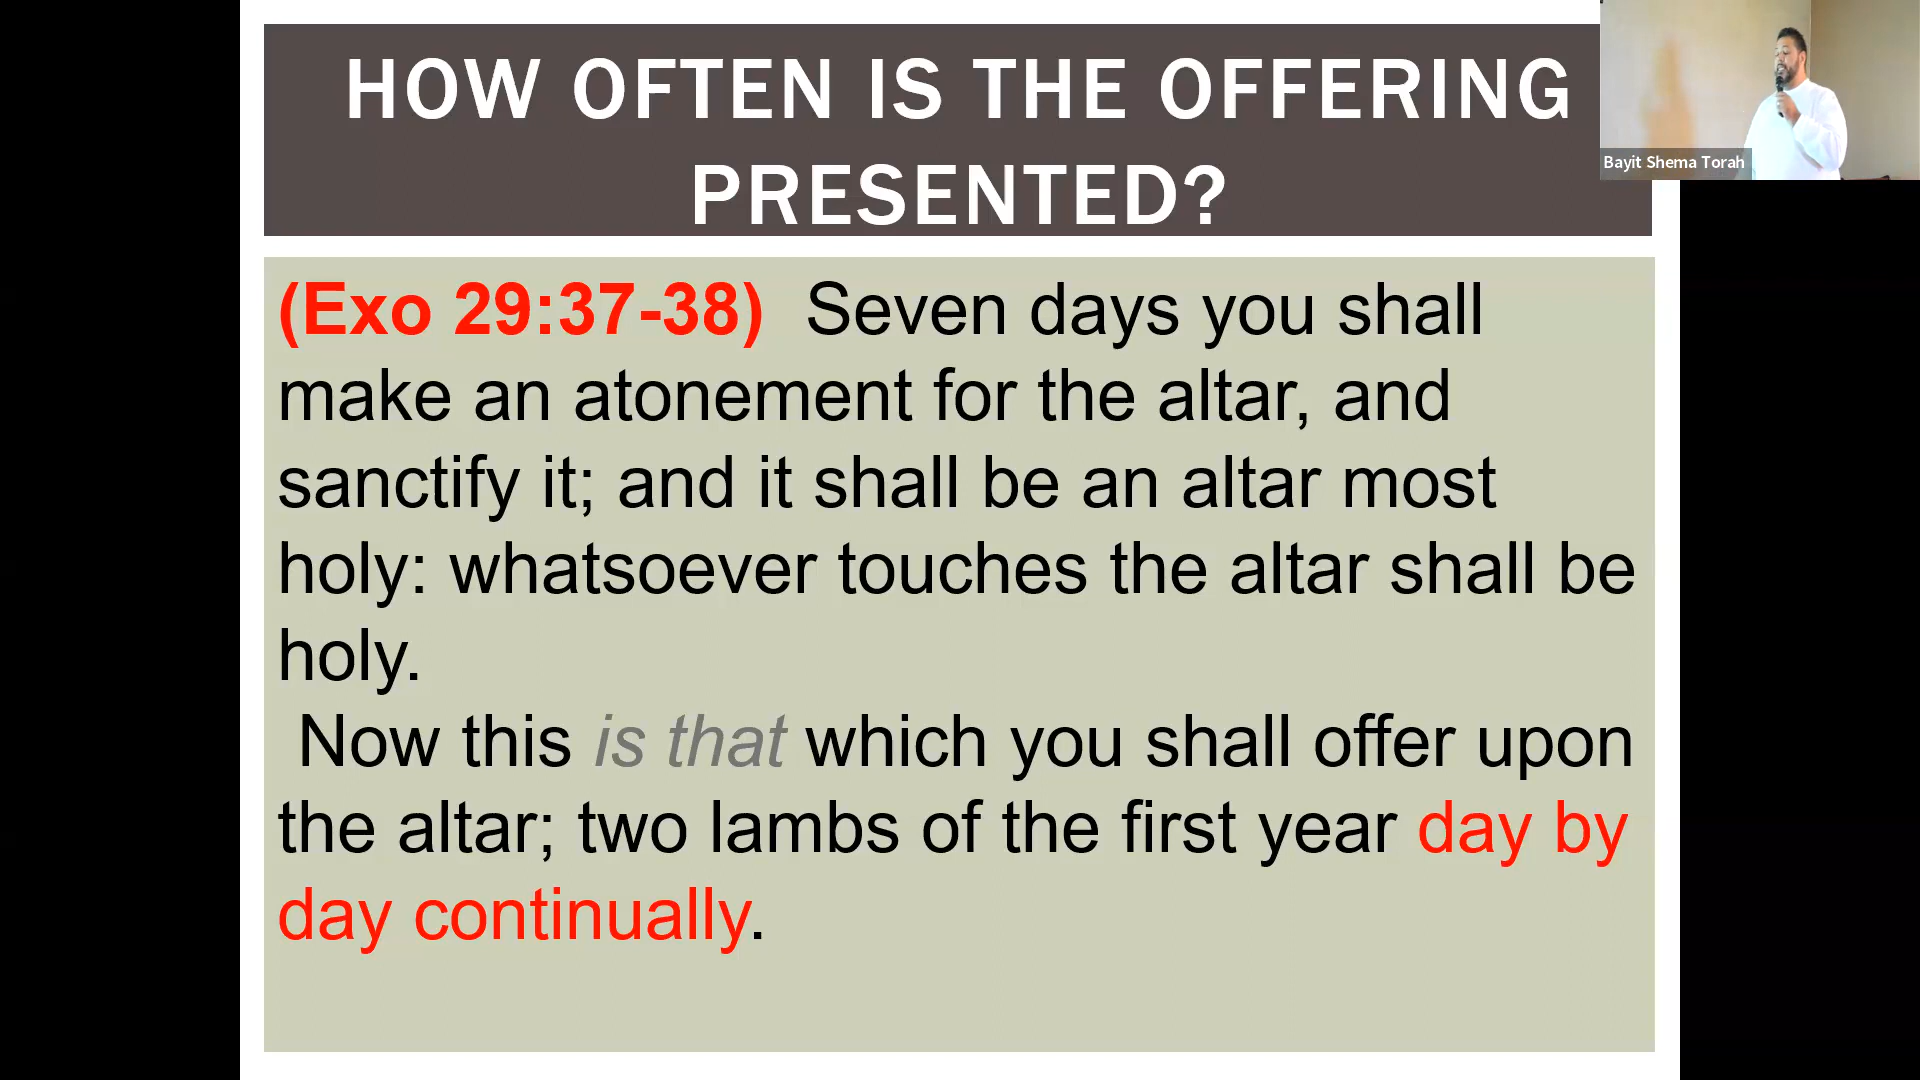 HOW OFTEN IS THE OFFERING
PRESENTED?
Bayit Shema Torah
(Exo 29:37-38) Seven days you shall
make an atonement for the altar, and
sanctify it; and it shall be an altar most
holy: whatsoever touches the altar shall be
holy.
Now this is that which you shall offer upon
the altar; two lambs of the first year day by
day continually.